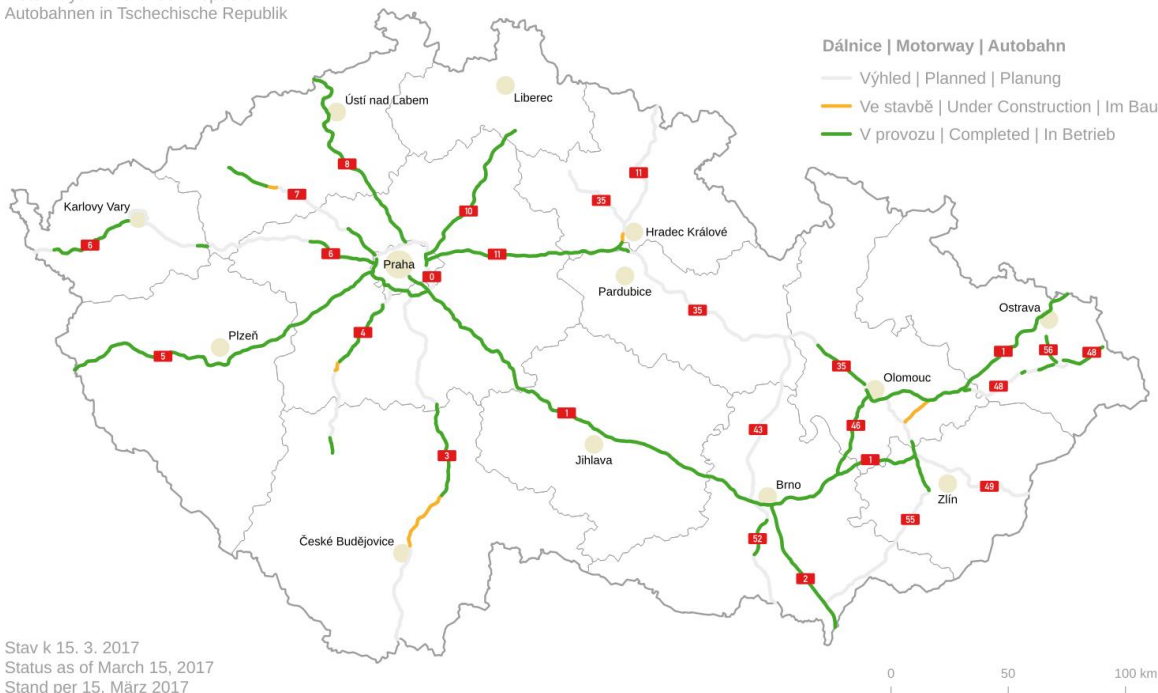 Autobahnen in Tschechische Republik
Dálnice | Motorway | Autobahn
Výhled | Planned | Planung
Ve stavbě | Under Construction | Im Bau
V provozu | Completed | In Betrieb
Ústí nad Labem
Liberec
8
11
7
35
Karlovy Vary
10
6
Hradec Králové
6
11
Praha
0
Pardubice
Ostrava
35
4
Plzeň
5
1
56
48
35
Olomouc
48
1
46
43
3
Jihlava
1
Brno
49
Zlín
55
České Budějovice
52
2
Stav k 15. 3. 2017
Status as of March 15, 2017
Stand per 15. März 2017
0 50 100 km